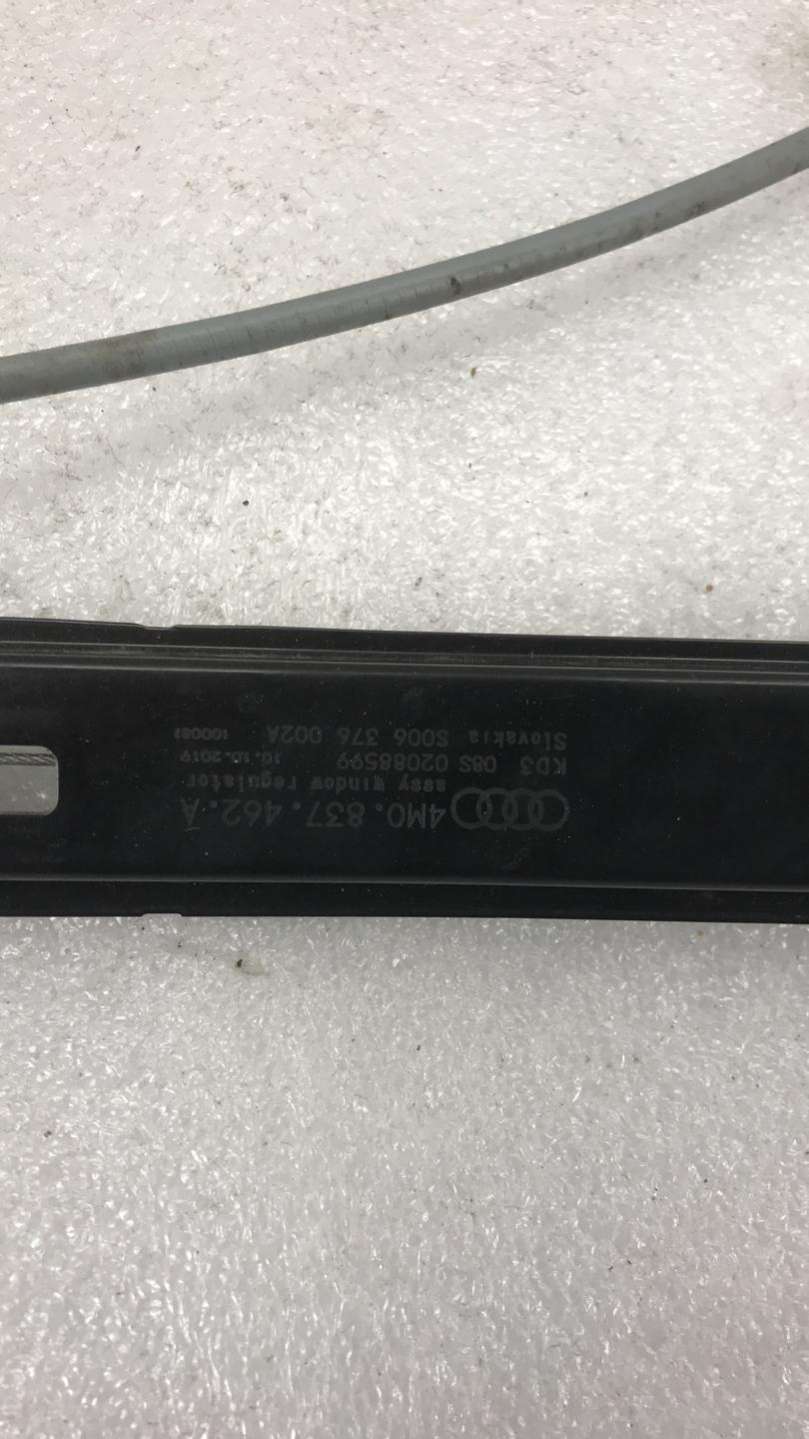 4M0.837.462.A
assy window regulator
KD3 08S 02088599 10.10.2019
Slovakia S006 376 002A